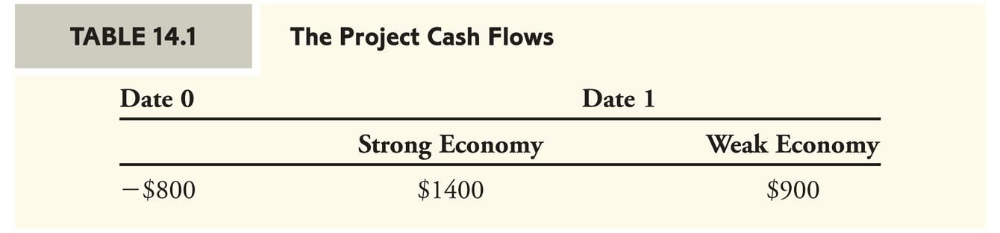 TABLE 14.1 The Project Cash Flows
Date 0 Date 1
Strong Economy Weak Economy
−$800 $1400 $900